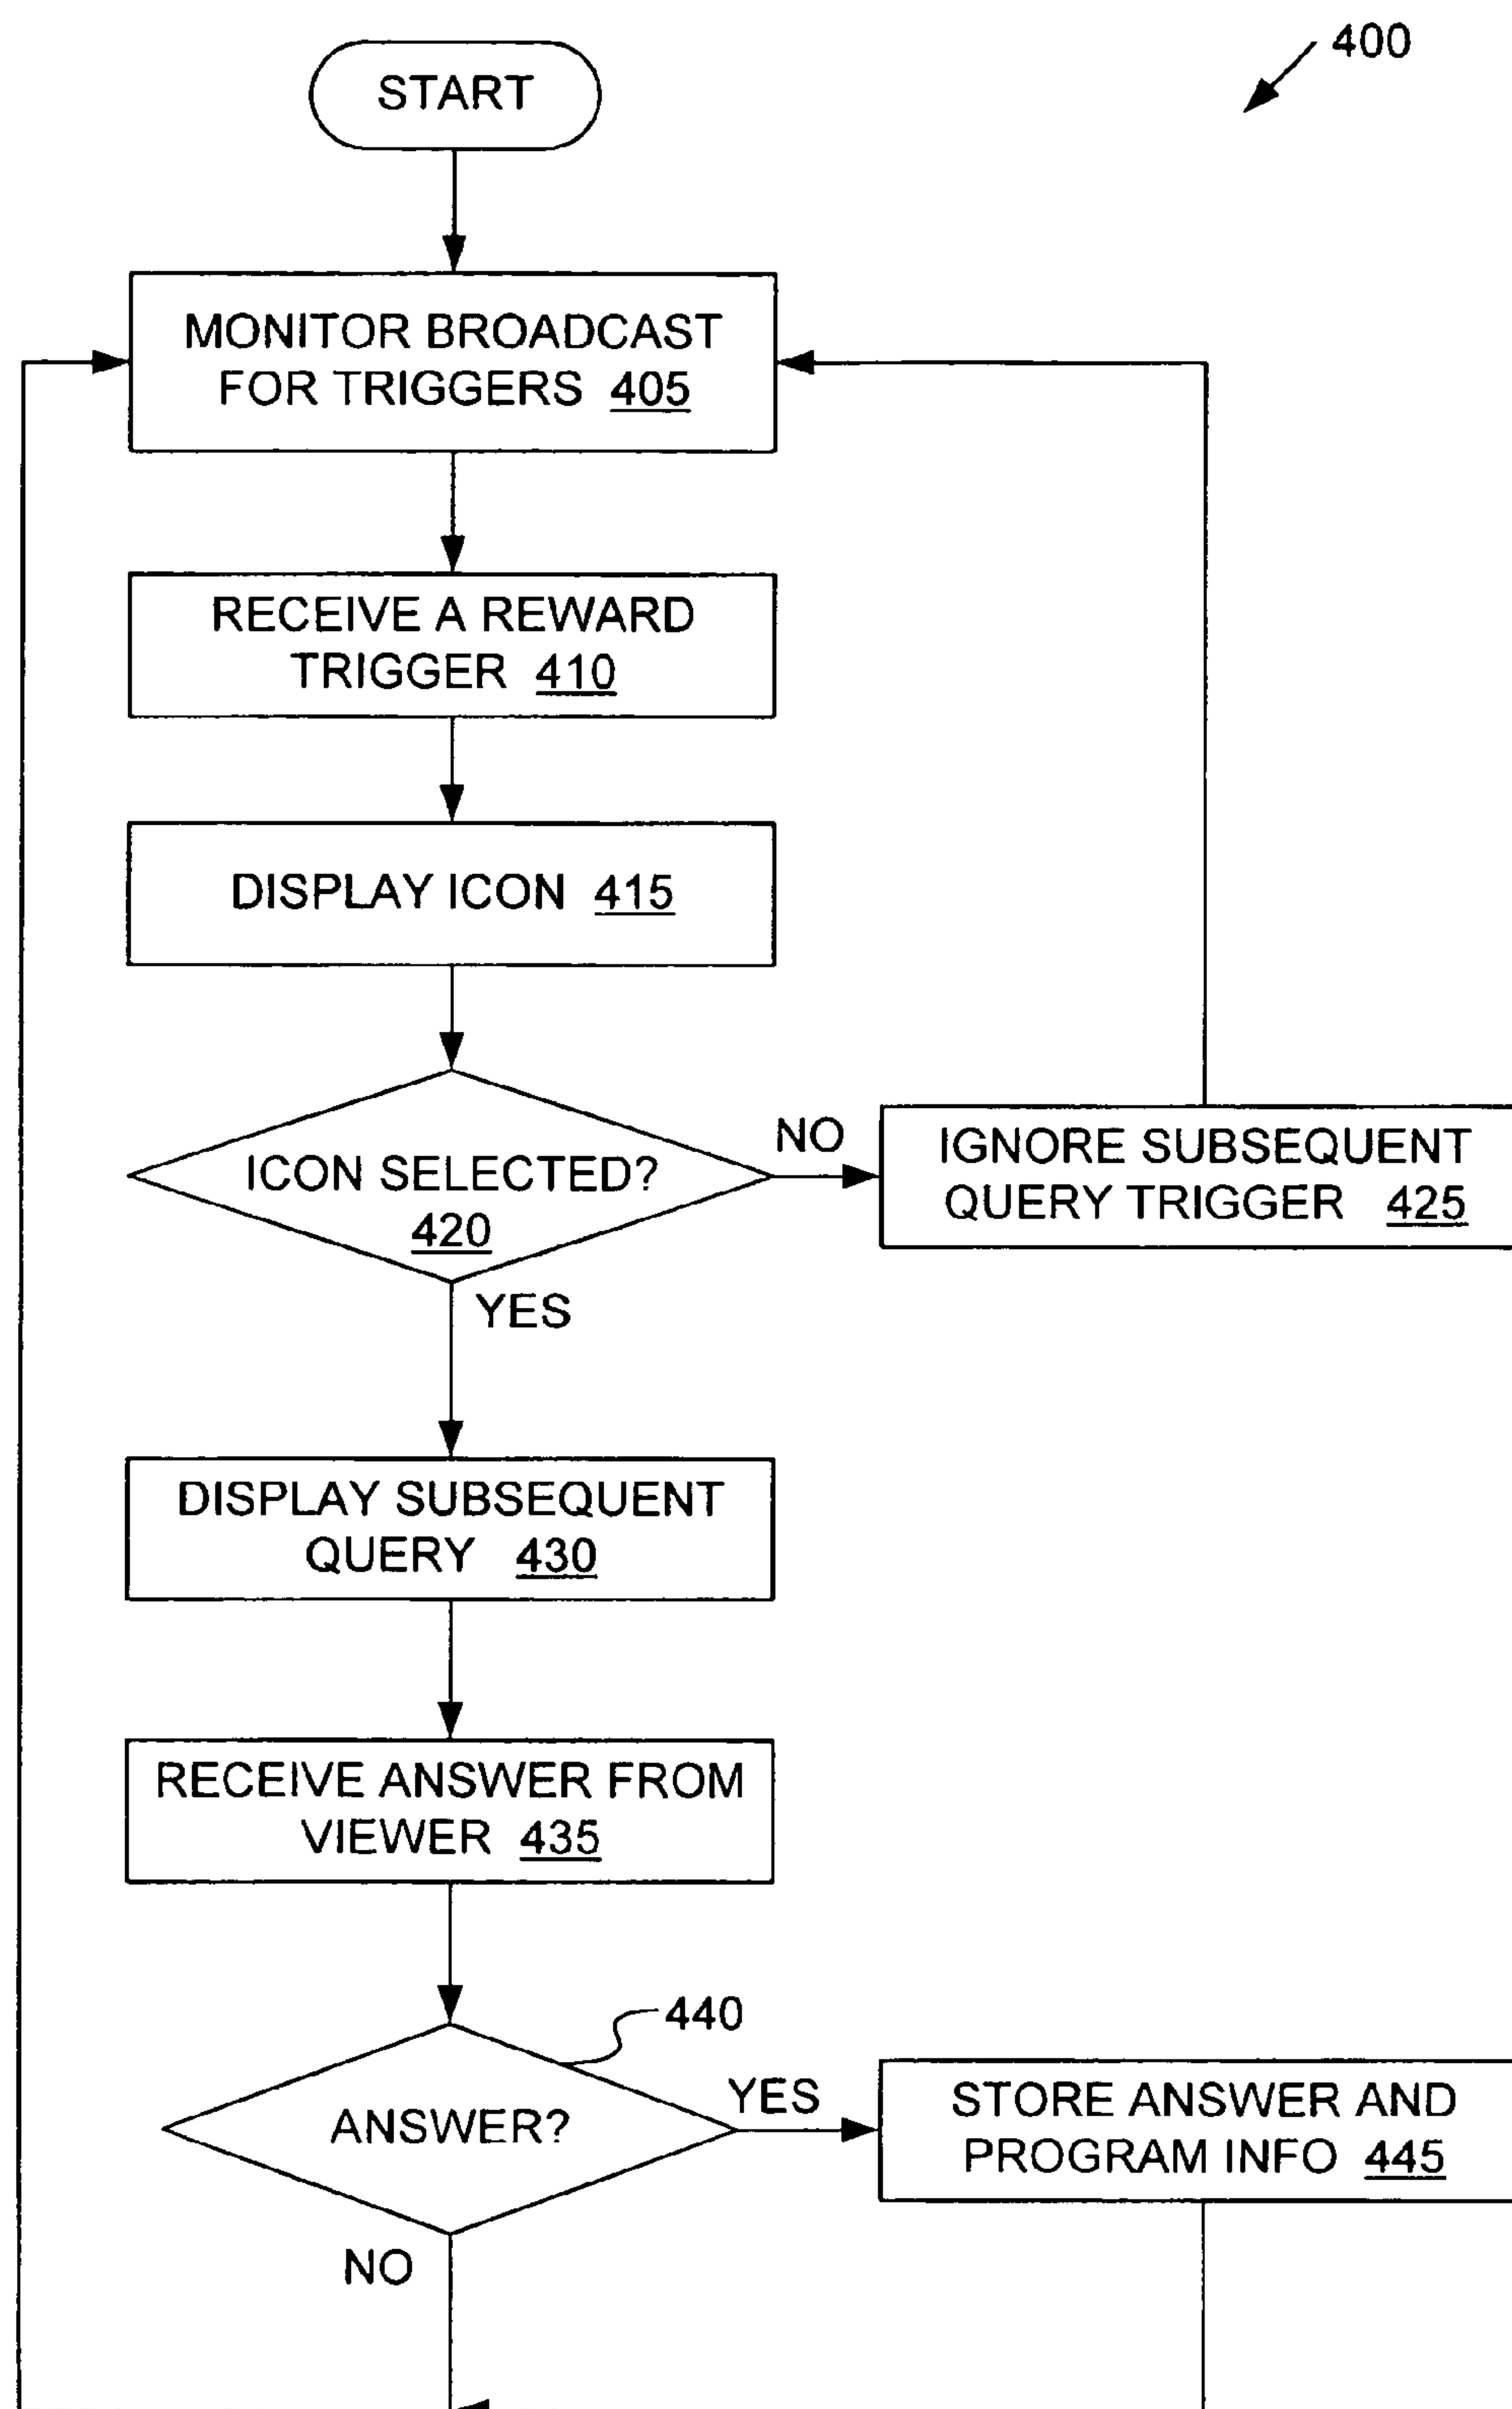 400
START
MONITOR BROADCAST
FOR TRIGGERS 405
RECEIVE A REWARD
TRIGGER 410
DISPLAY ICON 415
ICON SELECTED?
420
NO
IGNORE SUBSEQUENT
QUERY TRIGGER 425
YES
DISPLAY SUBSEQUENT
QUERY 430
RECEIVE ANSWER FROM
VIEWER 435
440
ANSWER?
YES
STORE ANSWER AND
PROGRAM INFO 445
NO